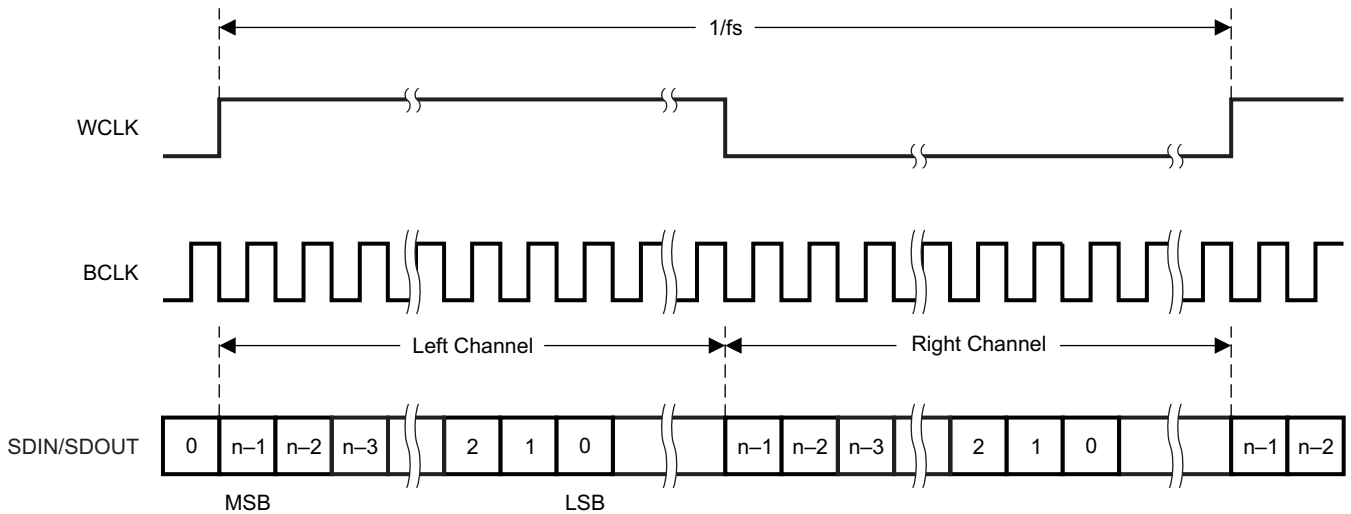 1/fs
WCLK
BCLK
Left Channel
Right Channel
SDIN/SDOUT 0 n–1 n–2 n–3 2 1 0 n–1 n–2 n–3 2 1 0 n–1 n–2
MSB LSB